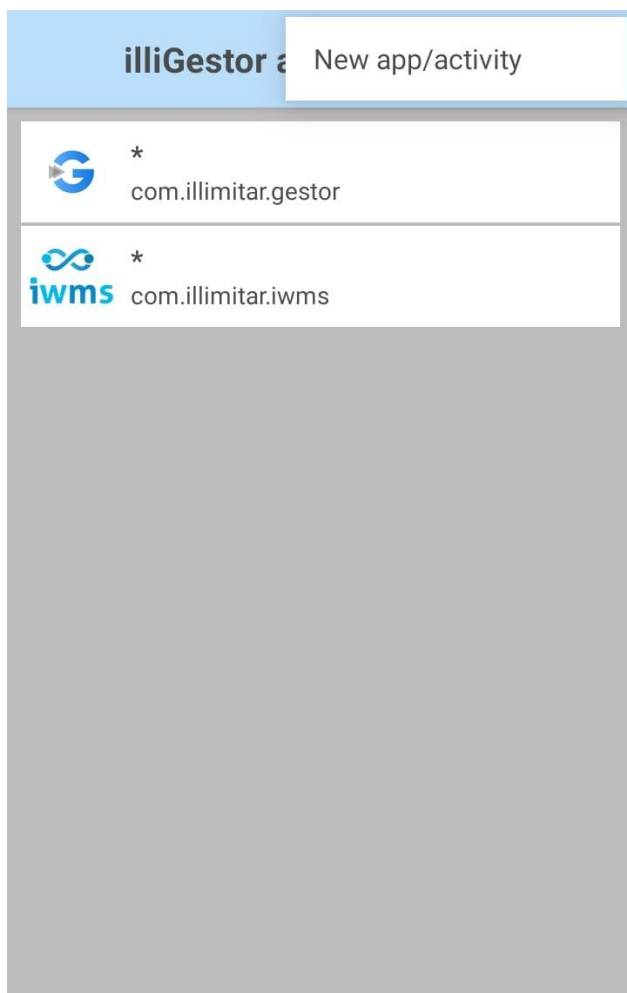 illiGestor
New app/activity
*
com.illimitar.gestor
iwms
*
com.illimitar.iwms